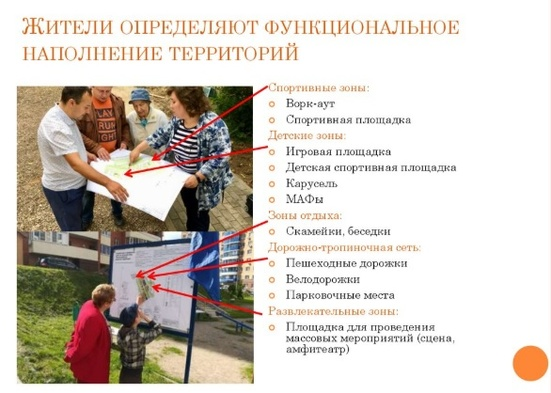 Жители определяют функциональное
наполнение территорий
Спортивные зоны:
Ворк-аут
Спортивная площадка
Детские зоны:
Игровая площадка
Детская спортивная площадка
Карусель
МАФы
Зоны отдыха:
Скамейки, беседки
Дорожно-тропиночная сеть:
Пешеходные дорожки
Велодорожки
Парковочные места
Развлекательные зоны:
Площадка для проведения
массовых мероприятий (сцена,
амфитеатр)
PLAY